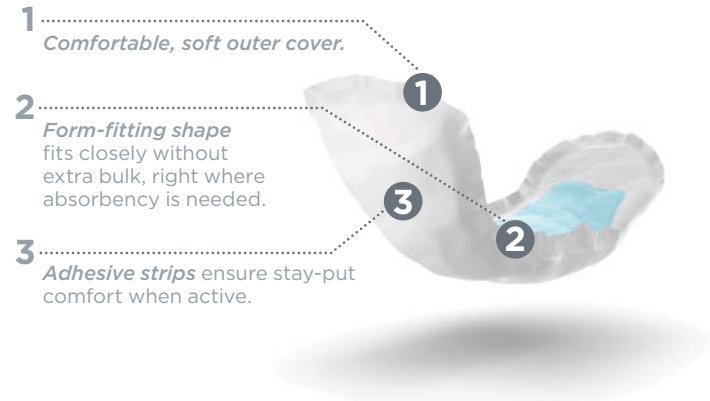 1
Comfortable, soft outer cover.
2
Form-fitting shape
fits closely without
extra bulk, right where
absorbency is needed.
3
Adhesive strips ensure stay-put
comfort when active.
1
3
2